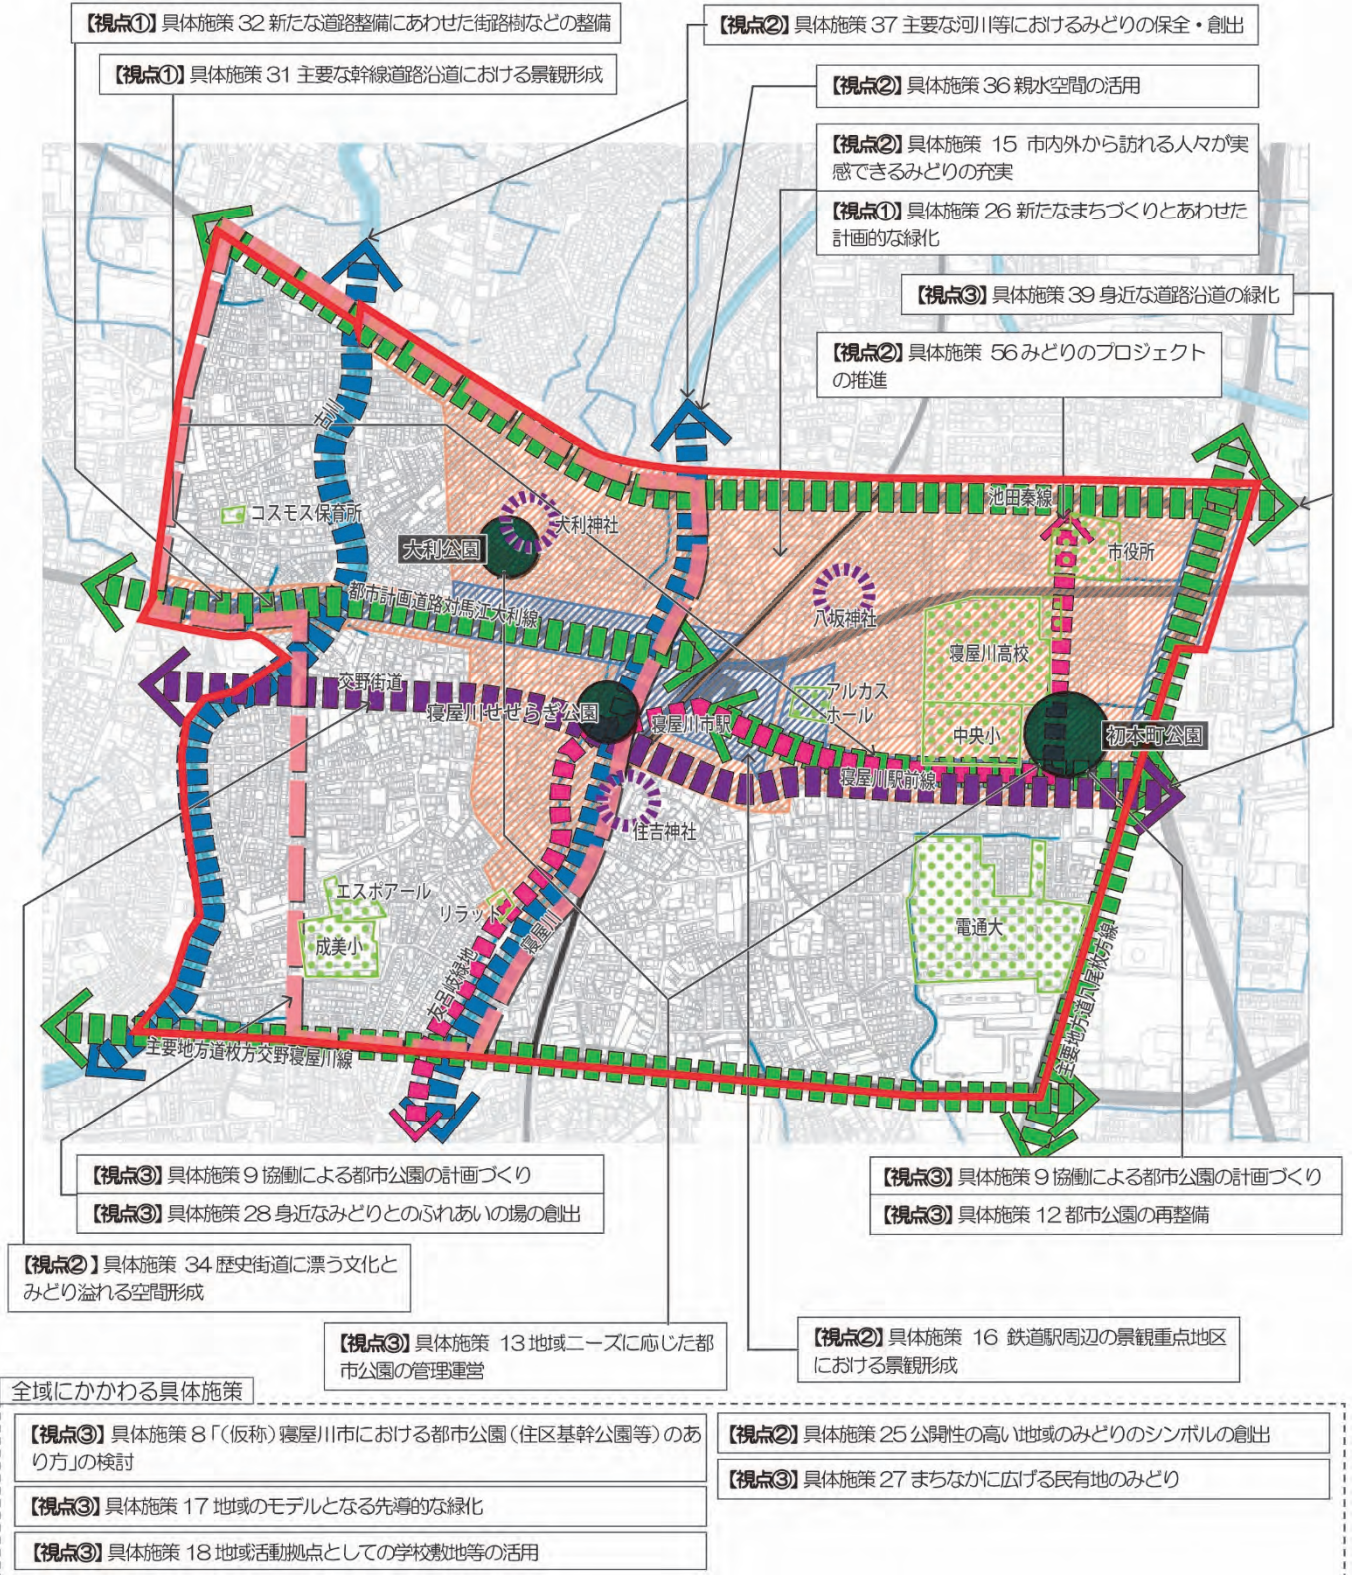 【視点①】具体施策 32 新たな道路整備にあわせた街路樹などの整備
【視点②】具体施策 37 主要な河川等におけるみどりの保全・創出
【視点①】具体施策 31 主要な幹線道路沿道における景観形成
【視点②】具体施策 36 親水空間の活用
【視点②】具体施策 15 市内外から訪れる人々が実
感できるみどりの充実
【視点①】具体施策 26 新たなまちづくりとあわせた
計画的な緑化
【視点③】具体施策 39 身近な道路沿道の緑化
【視点②】具体施策 56 みどりのプロジェクト
の推進
古川
池田秦線
コスモス保育所
大利神社
大利公園
市役所
都市計画道路対馬江大利線
八坂神社
寝屋川高校
交野街道
アルカス
ホール
寝屋川せせらぎ公園
寝屋川市駅
中央小
初本町公園
寝屋川駅前線
住吉神社
エスポアール
リラット
電通大
成美小
寝屋川
友呂岐緑地
主要地方道八尾枚方線
主要地方道枚方交野寝屋川線
【視点③】具体施策 9 協働による都市公園の計画づくり
【視点③】具体施策 28 身近なみどりとのふれあいの場の創出
【視点③】具体施策 9 協働による都市公園の計画づくり
【視点③】具体施策 12 都市公園の再整備
【視点②】具体施策 34 歴史街道に漂う文化と
みどり溢れる空間形成
【視点③】具体施策 13 地域ニーズに応じた都
市公園の管理運営
【視点②】具体施策 16 鉄道駅周辺の景観重点地区
における景観形成
全域にかかわる具体施策
【視点③】具体施策 8「(仮称)寝屋川市における都市公園(住区基幹公園等)のあ
り方」の検討
【視点③】具体施策 17 地域のモデルとなる先導的な緑化
【視点③】具体施策 18 地域活動拠点としての学校敷地等の活用
【視点②】具体施策 25 公開性の高い地域のみどりのシンボルの創出
【視点③】具体施策 27 まちなかに広げる民有地のみどり